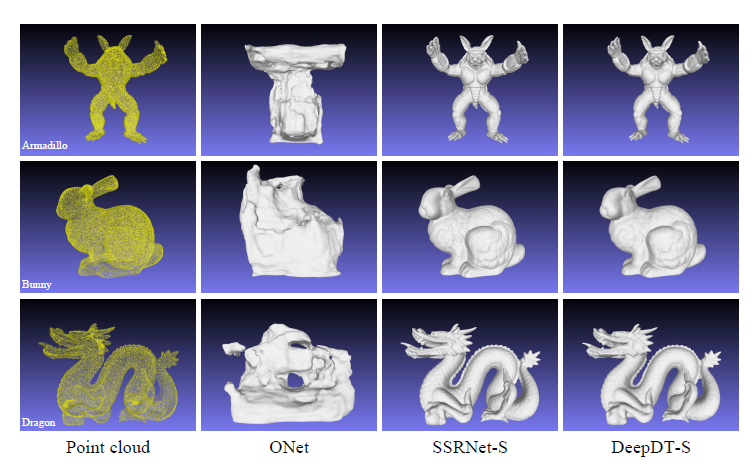 Armadillo
Bunny
Dragon
Point cloud ONet SSRNet-S DeepDT-S